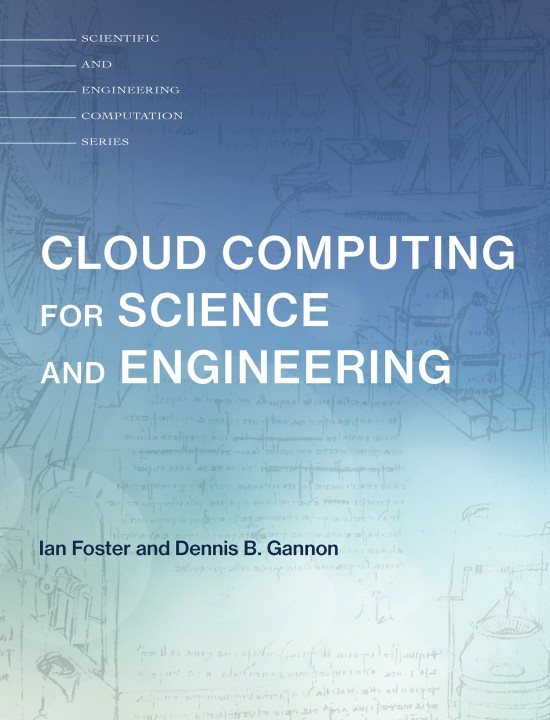 SCIENTIFIC
AND
ENGINEERING
COMPUTATION
SERIES
CLOUD COMPUTING
FOR SCIENCE
AND ENGINEERING
Ian Foster and Dennis B. Gannon